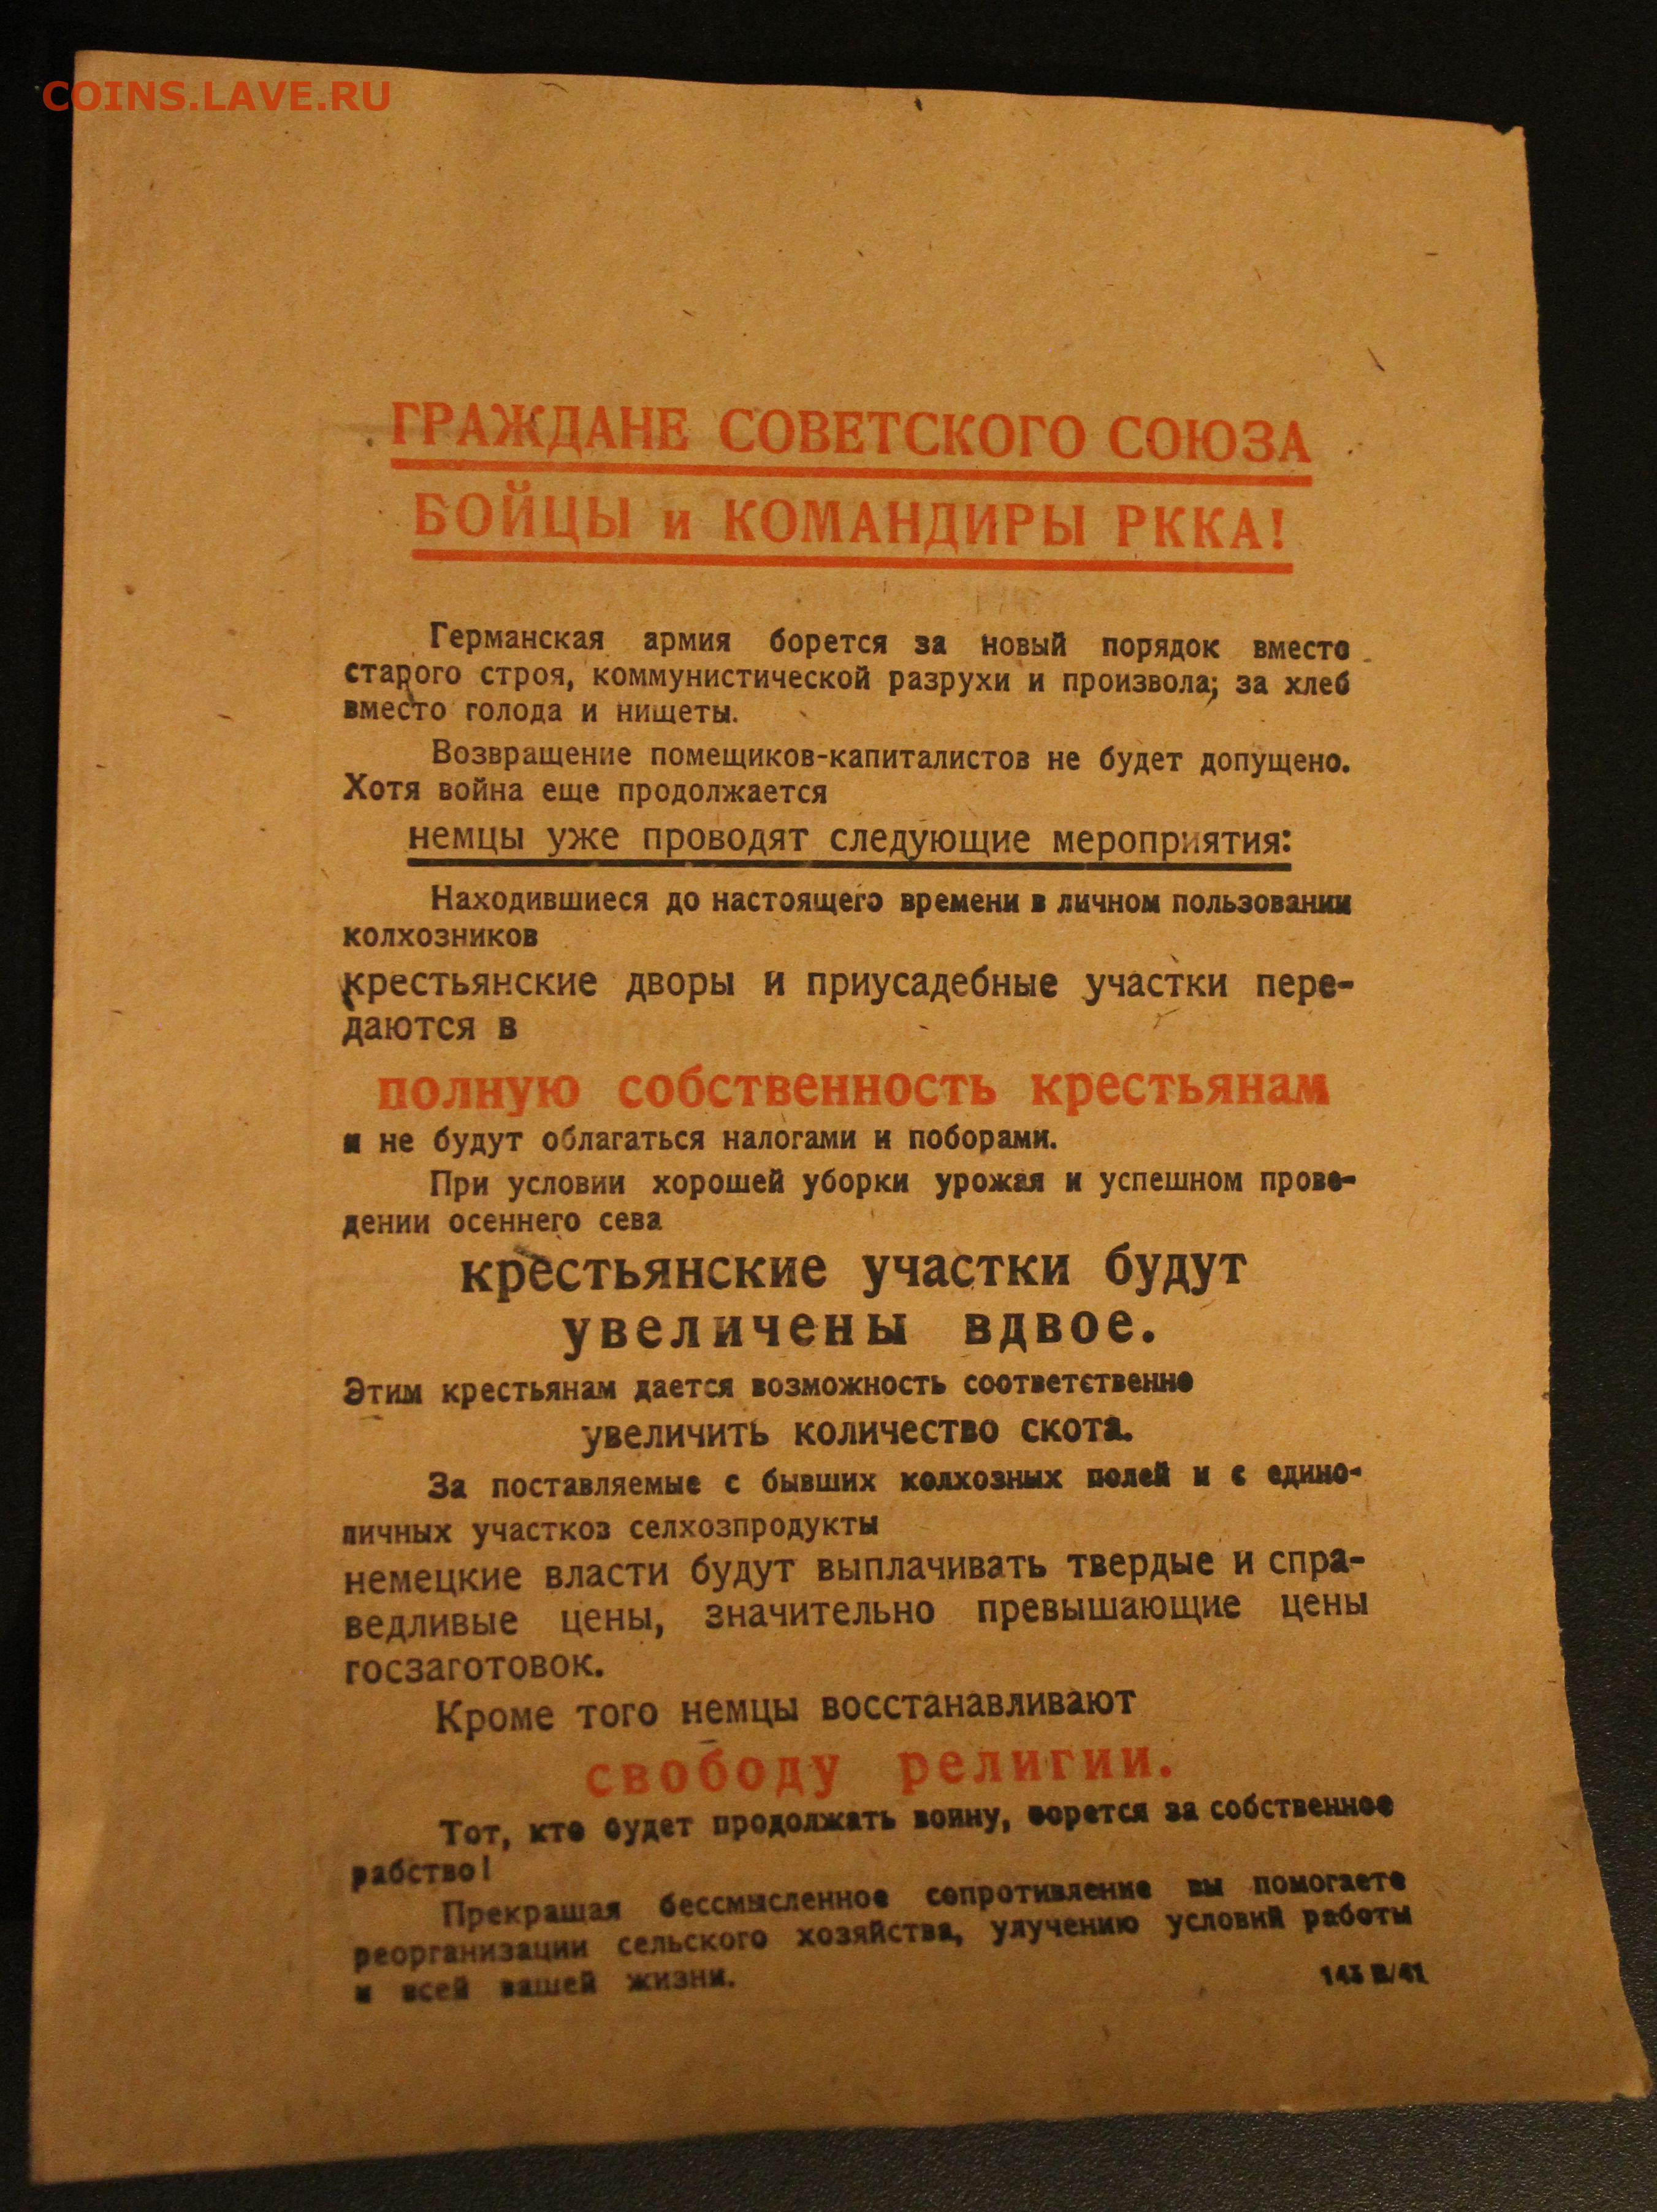 COINS.LAVE.RU
ГРАЖДАНЕ СОВЕТСКОГО СОЮЗА
БОЙЦЫ и КОМАНДИРЫ РККА!
Германская армия борется за новый порядок вместо
старого строя, коммунистической разрухи и произвола; за хлеб
вместо голода и нищеты.
Возвращение помещиков-капиталистов не будет допущено.
Хотя война еще продолжается
немцы уже проводят следующие мероприятия:
Находившиеся до настоящего времени в личном пользовании
колхозников
крестьянские дворы и приусадебные участки пере-
даются в
полную собственность крестьянам
и не будут облагаться налогами и поборами.
При условии хорошей уборки урожая и успешном прове-
дении осеннего сева
крестьянские участки будут
увеличены вдвое.
Этим крестьянам дается возможность соответственно
увеличить количество скота.
За поставляемые с бывших колхозных полей и с едино-
личных участков селхозпродукты
немецкие власти будут выплачивать твердые и спра-
ведливые цены, значительно превышающие цены
госзаготовок.
Кроме того немцы восстанавливают
свободу религии.
Тот, кто будет продолжать войну, борется за собственное
рабство!
Прекращая бессмысленное сопротивление вы помогаете
реорганизации сельского хозяйства, улучению условий работы
и всей вашей жизни.
143 B/41